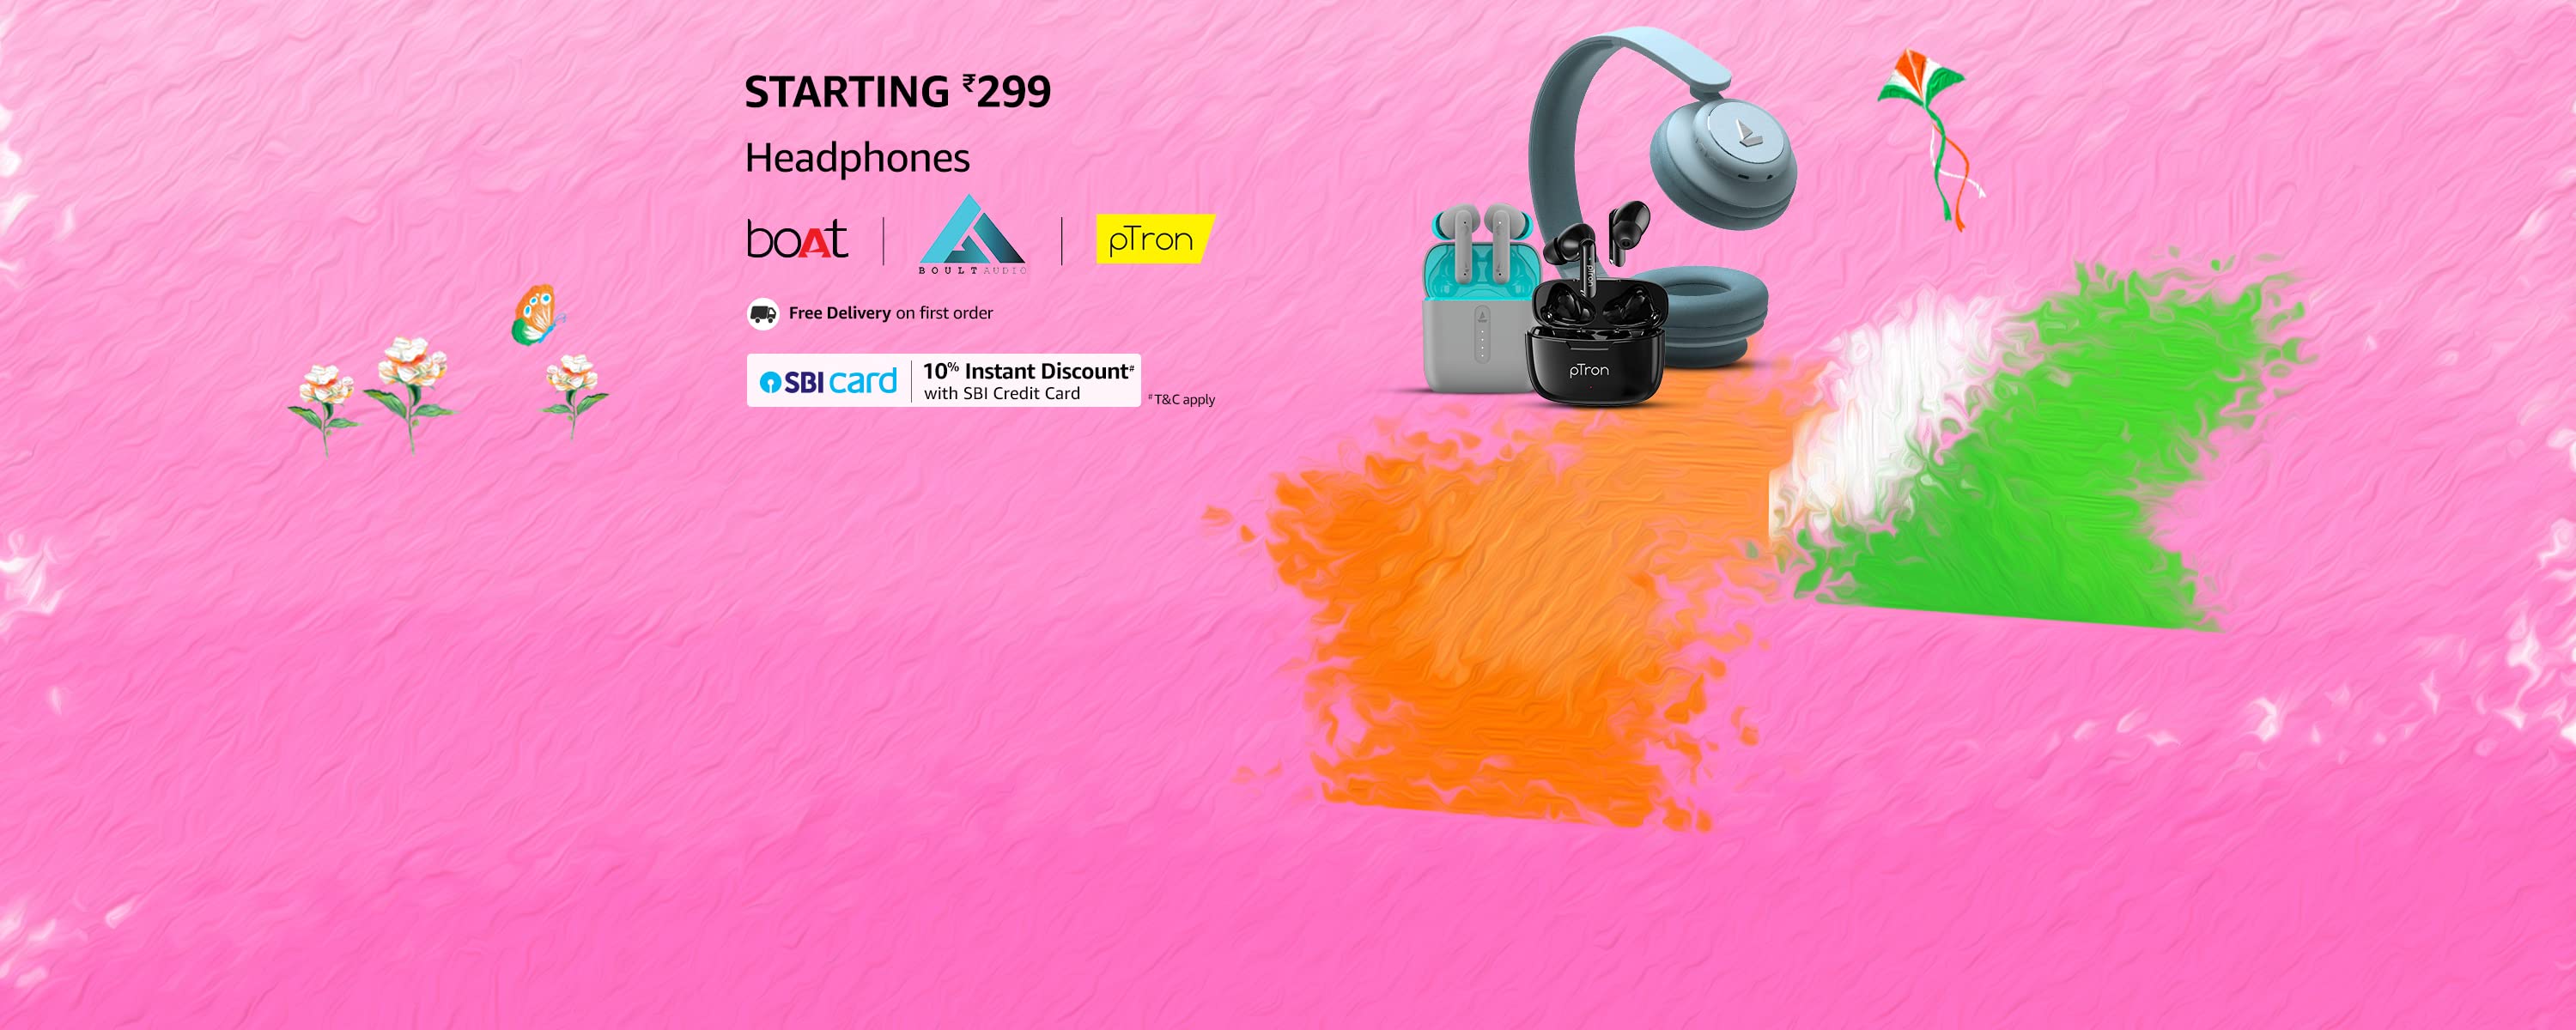 STARTING ₹299
Headphones
boAt
BOULT AUDIO
pTron
Free Delivery on first order
SBI card
10% Instant Discount#
with SBI Credit Card
#T&C apply
pTron
pTron